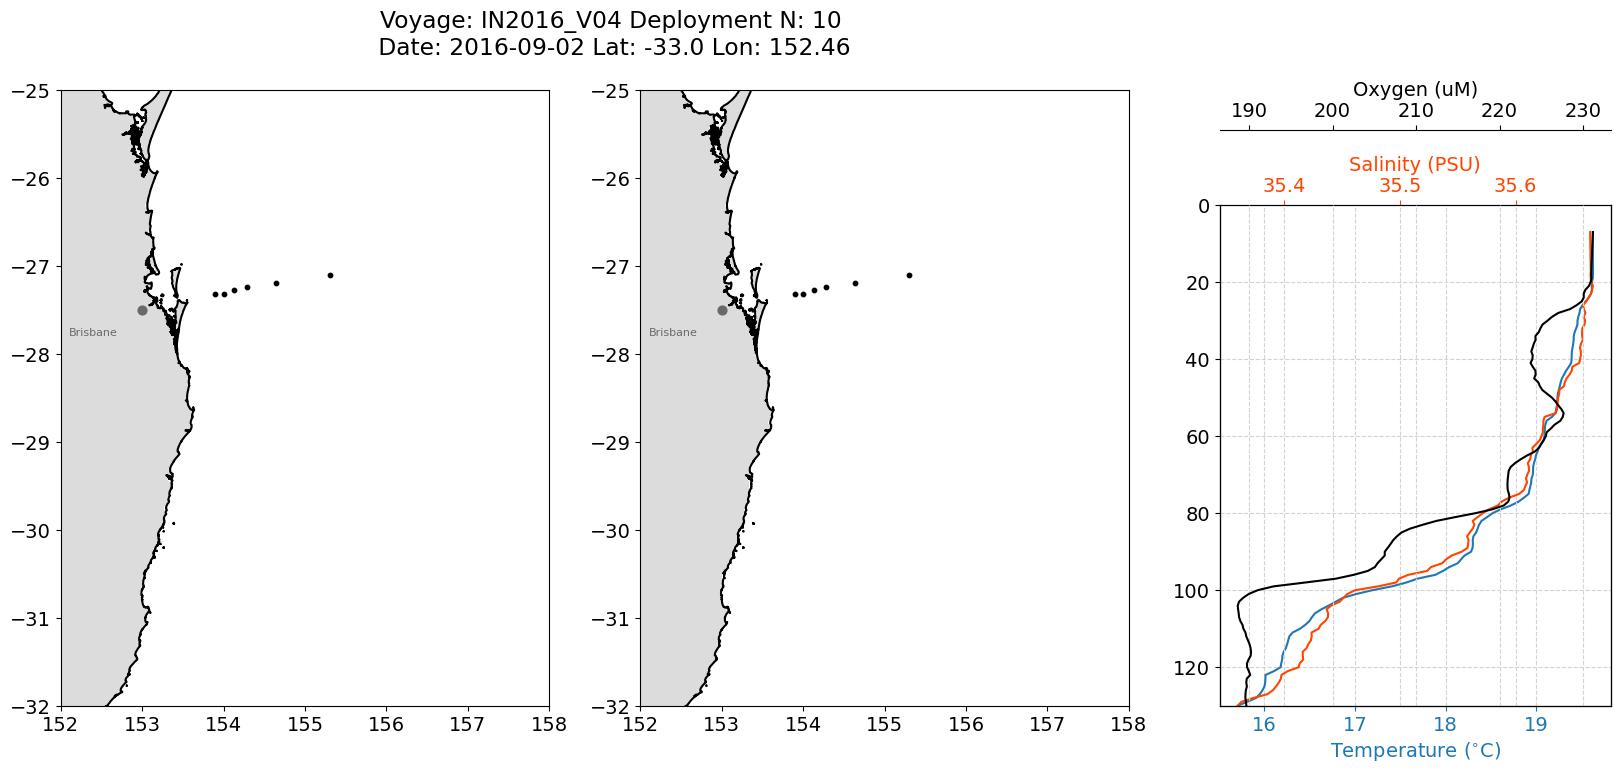 Voyage: IN2016_V04 Deployment N: 10
Date: 2016-09-02 Lat: -33.0 Lon: 152.46
−25
−26
−27
−28
−29
−30
−31
−32
152 153 154 155 156 157 158
Brisbane
−25
−26
−27
−28
−29
−30
−31
−32
152 153 154 155 156 157 158
Brisbane
Oxygen (uM)
190 200 210 220 230
Salinity (PSU)
35.4 35.5 35.6
0
20
40
60
80
100
120
16 17 18 19
Temperature (°C)